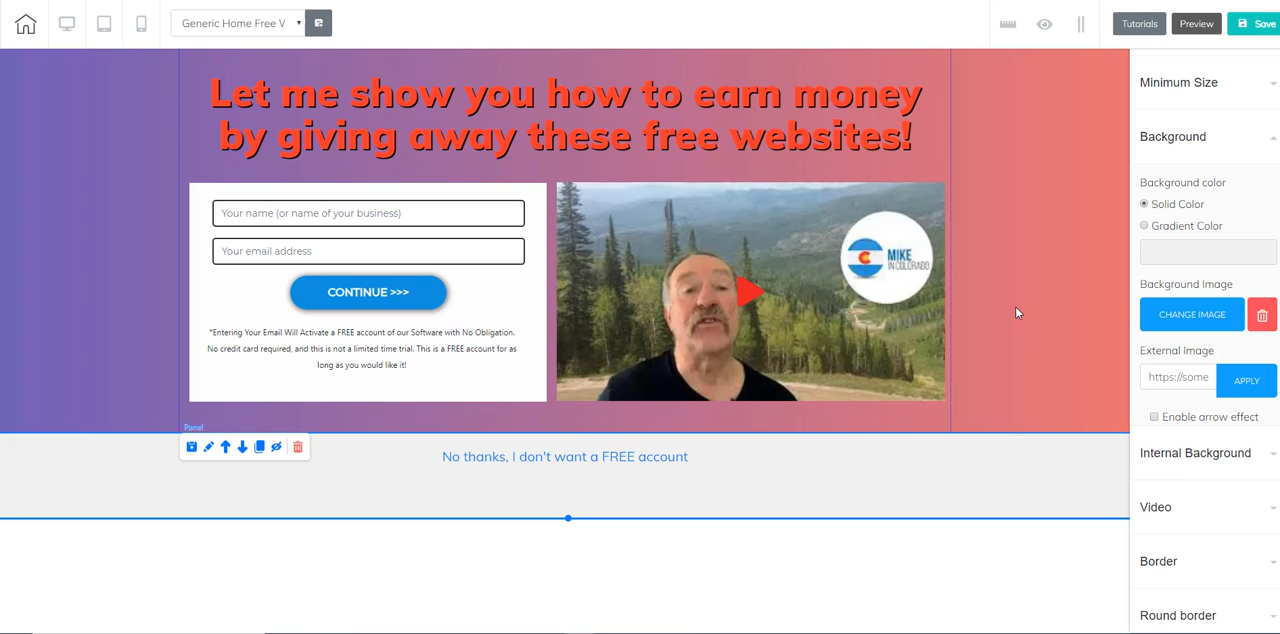 Generic Home Free V
Tutorials
Preview
Save
Let me show you how to earn money
by giving away these free websites!
Your name (or name of your business)
Your email address
CONTINUE >>>
*Entering Your Email Will Activate a FREE account of our Software with No Obligation.
No credit card required, and this is not a limited time trial. This is a FREE account for as
long as you would like it!
C
MIKE
IN COLORADO
Panel
No thanks, I don't want a FREE account
Minimum Size
Background
Background color
Solid Color
Gradient Color
Background Image
CHANGE IMAGE
External Image
https://some
APPLY
Enable arrow effect
Internal Background
Video
Border
Round border